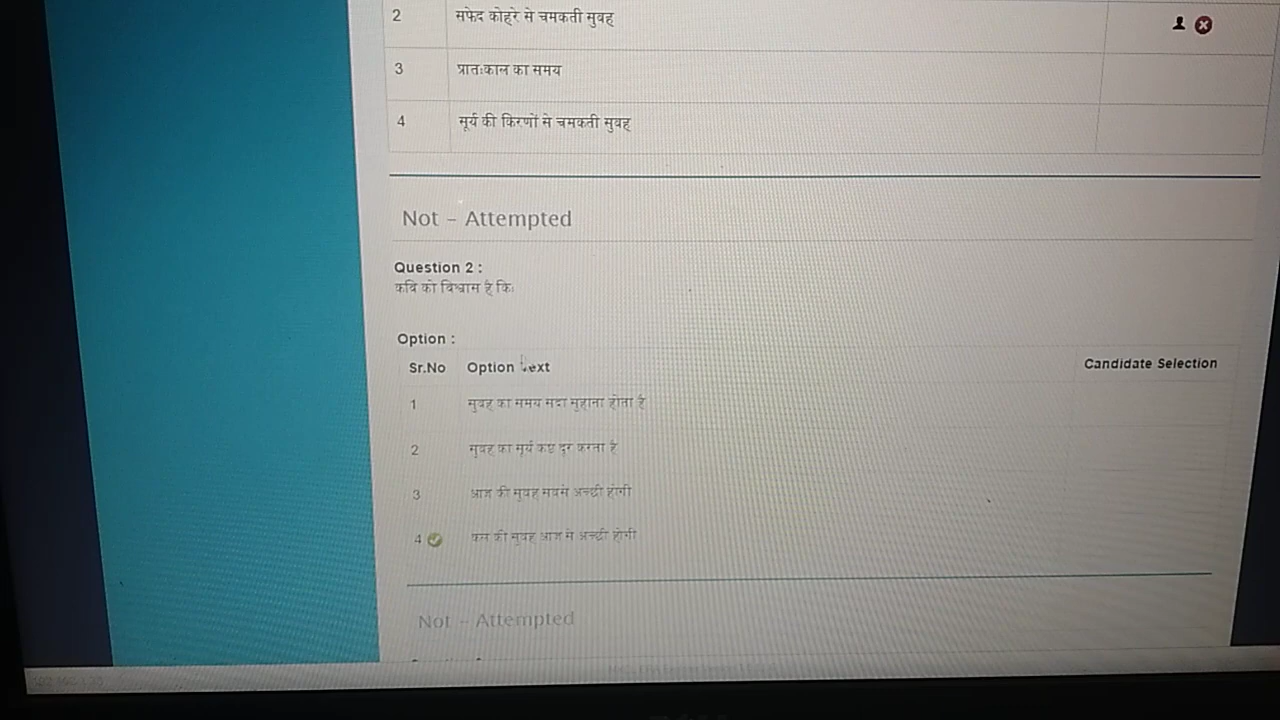 2 सफेद कोहरे से चमकती सुबह
3 प्रातःकाल का समय
4 सूर्य की किरणों से चमकती सुबह
Not - Attempted
Question 2 :
कवि को विश्वास है कि।
Option :
Sr.No Option Text Candidate Selection
1 सुबह का समय सदा सुहाना होता है
2 सुबह का सूर्य कष्ट दूर करता है
3 आज की सुबह सबसे अच्छी होगी
4 कल की सुबह आज से अच्छी होगी
Not - Attempted